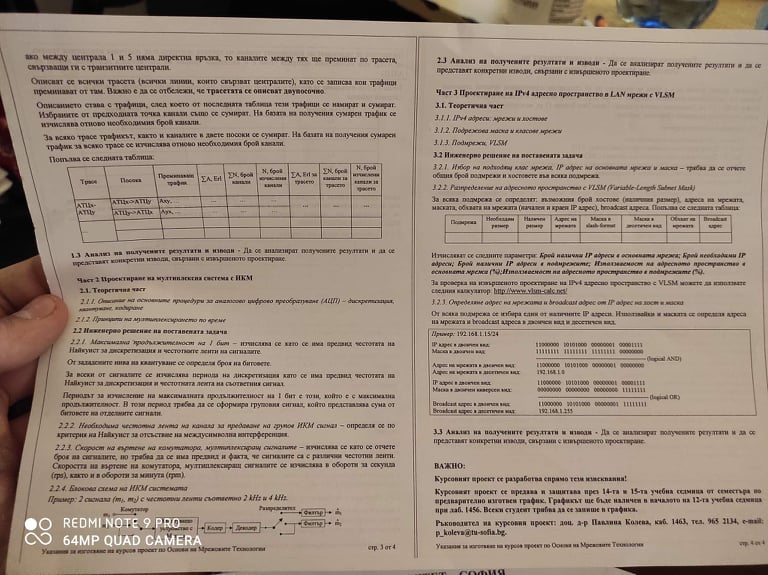 ако между централа 1 и 5 няма директна връзка, то каналите между тях ще преминат по трасета,
свързващи ги с транзитните централи.
Описват се всички трасета (всички линии, които свързват централите), като се записва кои трафици
преминават от там. Важно е да се отбележи, че трасетата се описват двупосочно.
Описанието става с трафици, след което от последната таблица тези трафици се намират и сумират.
Избраните от предходната точка канали също се сумират. На базата на получения сумарен трафик се
изчислява отново необходимия брой канали.
За всяко трасе трафикът, както и каналите в двете посоки се сумират. На базата на получения сумарен
трафик за всяко трасе се изчислява отново необходимия брой канали.
Попълва се следната таблица:
Трасе Посока Преминаващ трафик ∑A, Erl ∑N, брой канали N, брой изчислени канали ∑A, Erl за трасето ∑N, брой канали за трасето N, брой изчислени канали за трасето
АТЦх-АТЦу АТЦх->АТЦу Аху, ... ... ... ... ... ... ...
АТЦу->АТЦх Аух, ... ... ... ...
...
1.3 Анализ на получените резултати и изводи - Да се анализират получените резултати и да се
представят конкретни изводи, свързани с извършеното проектиране.
Част 2 Проектиране на мултиплексна система с ИКМ
2.1. Теоретична част
2.1.1. Описание на основните процедури за аналогово цифрово преобразуване (АЦП) – дискретизация,
квантуване, кодиране
2.1.2. Принципи на мултиплексирането по време
2.2 Инженерно решение на поставената задача
2.2.1. Максимална продължителност на 1 бит – изчислява се като се има предвид честотата на
Найкуист за дискретизация и честотните ленти на сигналите.
От зададените нива на квантуване се определя броя на битовете.
За всеки от сигналите се изчислява периода на дискретизация като се има предвид честотата на
Найкуист за дискретизация и честотната лента на съответния сигнал.
Периодът за изчисление на максималната продължителност на 1 бит е този, който е с максимална
продължителност. В този период трябва да се сформира груповия сигнал, който представлява сума от
битовете на отделните сигнали.
2.2.2. Необходима честотна лента на канала за предаване на групов ИКМ сигнал – определя се по
критерия на Найкуист за отсъствие на междусимволна интерференция.
2.2.3. Скорост на въртене на комутатора, мултиплексиращ сигналите – изчислява се като се отчете
броя на сигналите, но трябва да се има предвид и факта, че сигналите са с различни честотни ленти.
Скоростта на въртене на комутатора, мултиплексиращ сигналите се изчислява в обороти за секунда
(rps), както и в обороти за минута (rpm).
2.2.4. Блокова схема на ИКМ системата
Пример: 2 сигнала (m₁, m₂) с честотни ленти съответно 2 kHz и 4 kHz.
Комутатор Разпределител
Кодер Декодер Филтър Филтър
REDMI NOTE 9 PRO
64MP QUAD CAMERA
Указания за изготвяне на курсов проект по Основи на Мрежовите Технологии стр. 3 от 4
2.3 Анализ на получените резултати и изводи - Да се анализират получените резултати и да се
представят конкретни изводи, свързани с извършеното проектиране.
Част 3 Проектиране на IPv4 адресно пространство в LAN мрежи с VLSM
3.1. Теоретична част
3.1.1. IPv4 адреси: мрежи и хостове
3.1.2. Подмрежова маска и класове мрежи
3.1.3. Подмрежи, VLSM
3.2 Инженерно решение на поставената задача
3.2.1. Избор на подходящ клас мрежа, IP адрес на основната мрежа и маска – трябва да се отчете
общия брой подмрежи и хостовете във всяка подмрежа.
3.2.2. Разпределение на адресното пространство с VLSM (Variable-Length Subnet Mask)
За всяка подмрежа се определят: възможния брой хостове (наличния размер), адреса на мрежата,
маската, обхвата на мрежата (начален и краен IP адрес), broadcast адреса. Попълва се следната таблица:
Подмрежа Необходим размер Наличен размер Адрес на мрежата Маска в slash-format Маска в десетичен вид Обхват на мрежата Broadcast адрес
Изчисляват се следните параметри: Брой налични IP адреси в основната мрежа; Брой необходими IP
адреси; Брой налични IP адреси в подмрежите; Използваемост на адресното пространство в
основната мрежа (%);Използваемост на адресното пространство в подмрежите (%).
За проверка на извършеното проектиране на IPv4 адресно пространство с VLSM можете да използвате
следния калкулатор: http://www.vlsm-calc.net/
3.2.3. Определяне адрес на мрежата и broadcast адрес от IP адрес на хост и маска
От всяка подмрежа се избира един от наличните IP адреси. Използвайки и маската се определя адреса
на мрежата и broadcast адреса в двоичен вид и десетичен вид.
Пример: 192.168.1.15/24
IP адрес в двоичен вид: 11000000 10101000 00000001 00001111
Маска в двоичен вид: 11111111 11111111 11111111 00000000
(logical AND)
Адрес на мрежата в двоичен вид: 11000000 10101000 00000001 00000000
Адрес на мрежата в десетичен вид: 192.168.1.0
IP адрес в двоичен вид: 11000000 10101000 00000001 00001111
Маска в двоичен инверсен вид: 00000000 00000000 00000000 11111111
(logical OR)
Broadcast адрес в двоичен вид: 11000000 10101000 00000001 11111111
Broadcast адрес в десетичен вид: 192.168.1.255
3.3 Анализ на получените резултати и изводи - Да се анализират получените резултати и да се
представят конкретни изводи, свързани с извършеното проектиране.
ВАЖНО:
Курсовият проект се разработва спрямо тези изисквания!
Курсовият проект се предава и защитава през 14-та и 15-та учебна седмица от семестъра по
предварително изготвен график. Графикът ще бъде наличен в началото на 12-та учебна седмица
при лаб. 1456. Всеки студент трябва да се запише в графика.
Ръководител на курсовия проект: доц. д-р Павлина Колева, каб. 1463, тел. 965 2134, e-mail:
p_koleva@tu-sofia.bg.
Указания за изготвяне на курсов проект по Основи на Мрежовите Технологии стр. 4 от 4
СОФИЯ